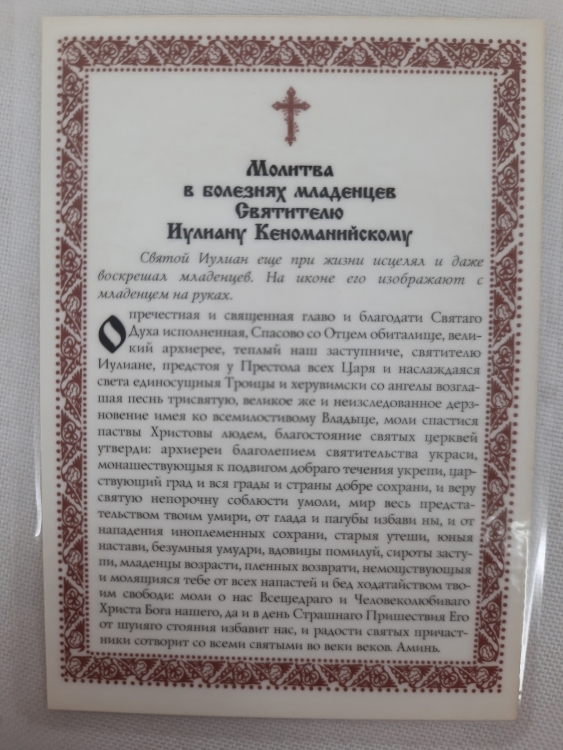 Молитва
в болезнях младенцев
Святителю
Иулиану Кеноманийскому
Святой Иулиан еще при жизни исцелял и даже
воскрешал младенцев. На иконе его изображают с
младенцем на руках.
О пречестная и священная главо и благодати Святаго
Духа исполненная, Спасово со Отцем обиталище, вели-
кий архиерее, теплый наш заступниче, святителю
Иулиане, предстоя у Престола всех Царя и наслаждаяся
света единосущныя Троицы и херувимски со ангелы возгла-
шая песнь трисвятую, великое же и неизследованное дерз-
новение имея ко всемилостивому Владыце, моли спастися
паствы Христовы людем, благостояние святых церквей
утверди: архиереи благолепием святительства украси,
монашествующыя к подвигом добраго течения укрепи, цар-
ствующий град и вся грады и страны добре сохрани, и веру
святую непорочну соблюсти умоли, мир весь предста-
тельством твоим умири, от глада и пагубы избави ны, и от
нападения иноплеменных сохрани, старыя утеши, юныя
настави, безумныя умудри, вдовицы помилуй, сироты засту-
пи, младенцы возрасти, пленных возврати, немощствующыя
и молящияся тебе от всех напастей и бед ходатайством тво-
им свободи: моли о нас Всещедраго и Человеколюбиваго
Христа Бога нашего, да и в день Страшнаго Пришествия Его
от шуияго стояния избавит нас, и радости святых причаст-
ники сотворит со всеми святыми во веки веков. Аминь.